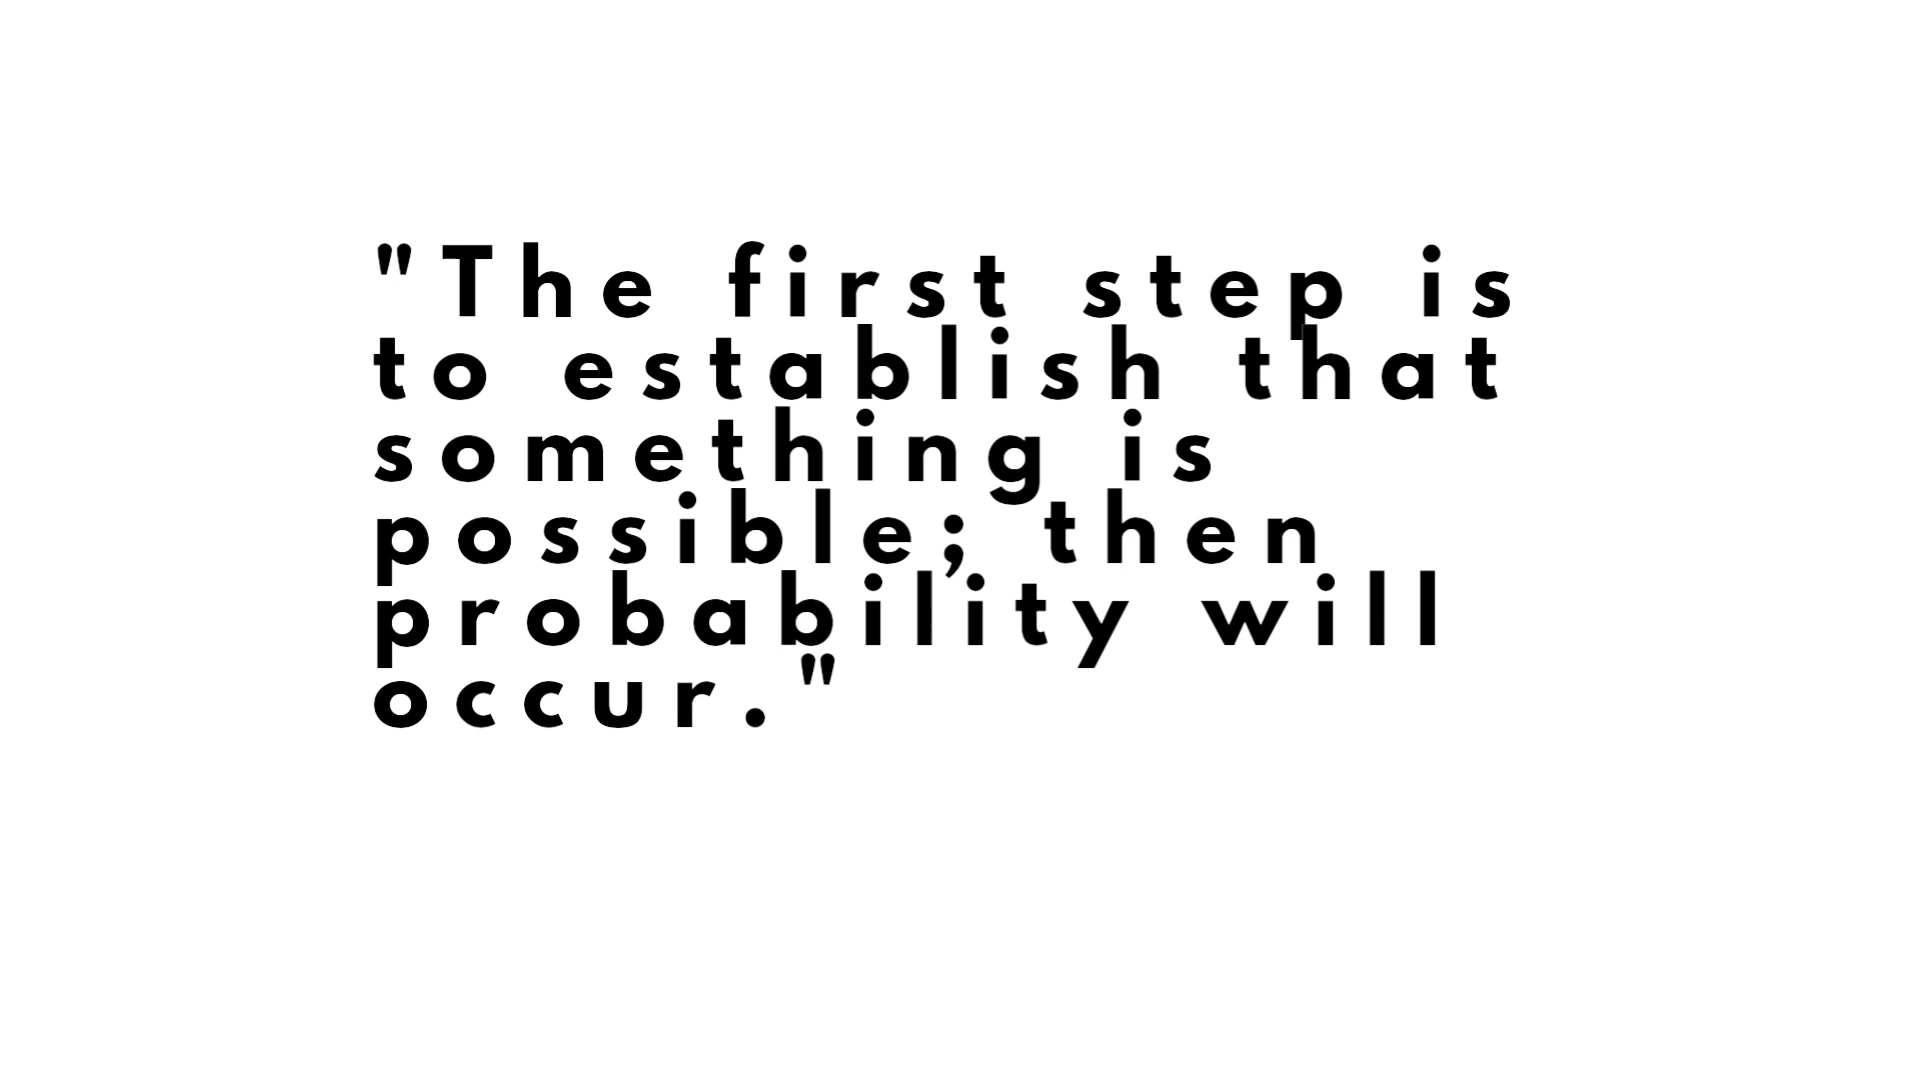 "The first step is
to establish that
something is
possible; then
probability will
occur."